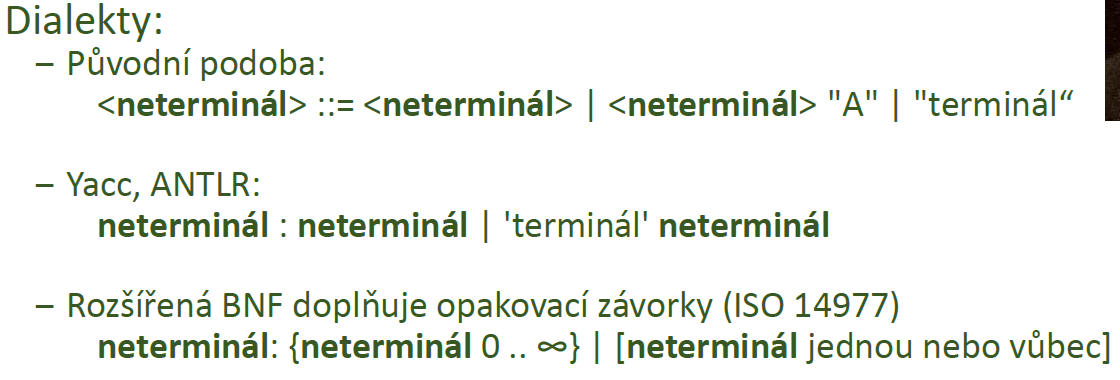 Dialekty:
– Původní podoba:
<neterminál> ::= <neterminál> | <neterminál> "A" | "terminál“
– Yacc, ANTLR:
neterminál : neterminál | 'terminál' neterminál
– Rozšířená BNF doplňuje opakovací závorky (ISO 14977)
neterminál: {neterminál 0 .. ∞} | [neterminál jednou nebo vůbec]